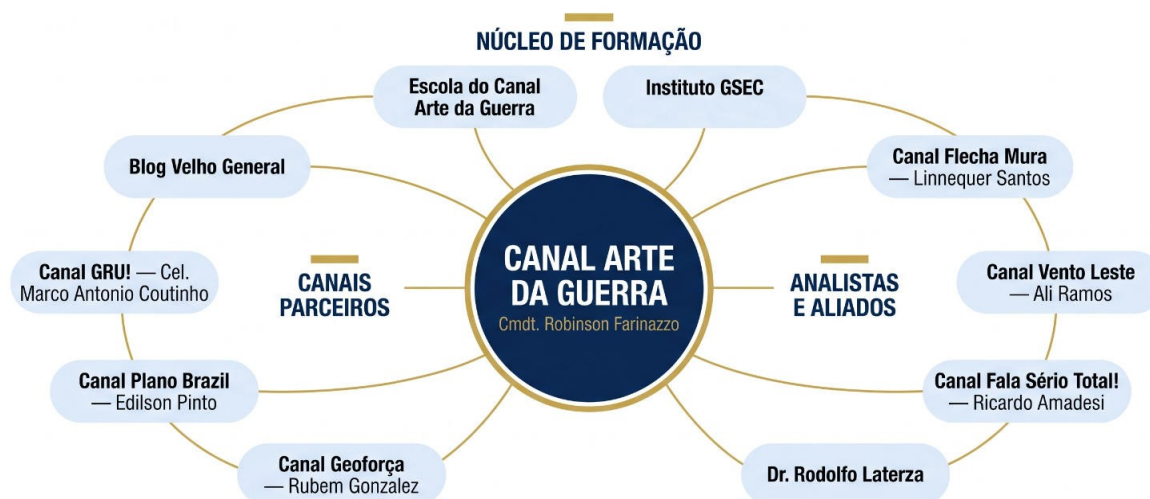 NÚCLEO DE FORMAÇÃO
Escola do Canal
Arte da Guerra
Instituto GSEC
Blog Velho General
Canal Flecha Mura
— Linnequer Santos
Canal GRU! — Cel.
Marco Antonio Coutinho
CANAIS
PARCEIROS
CANAL ARTE
DA GUERRA
Cmdt. Robinson Farinazzo
ANALISTAS
E ALIADOS
Canal Vento Leste
— Ali Ramos
Canal Plano Brazil
— Edilson Pinto
Canal Fala Sério Total!
— Ricardo Amadesi
Canal Geoforça
— Rubem Gonzalez
Dr. Rodolfo Laterza